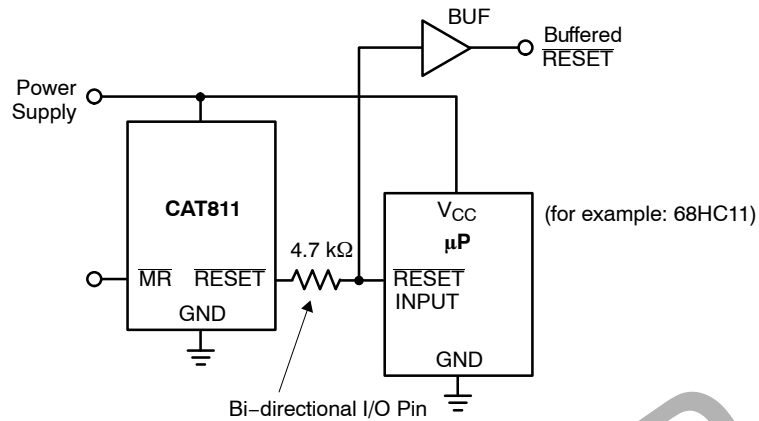 BUF
Buffered
RESET
Power
Supply
CAT811
VCC
(for example: 68HC11)
µP
4.7 kΩ
MR RESET
RESET
INPUT
GND
GND
Bi−directional I/O Pin